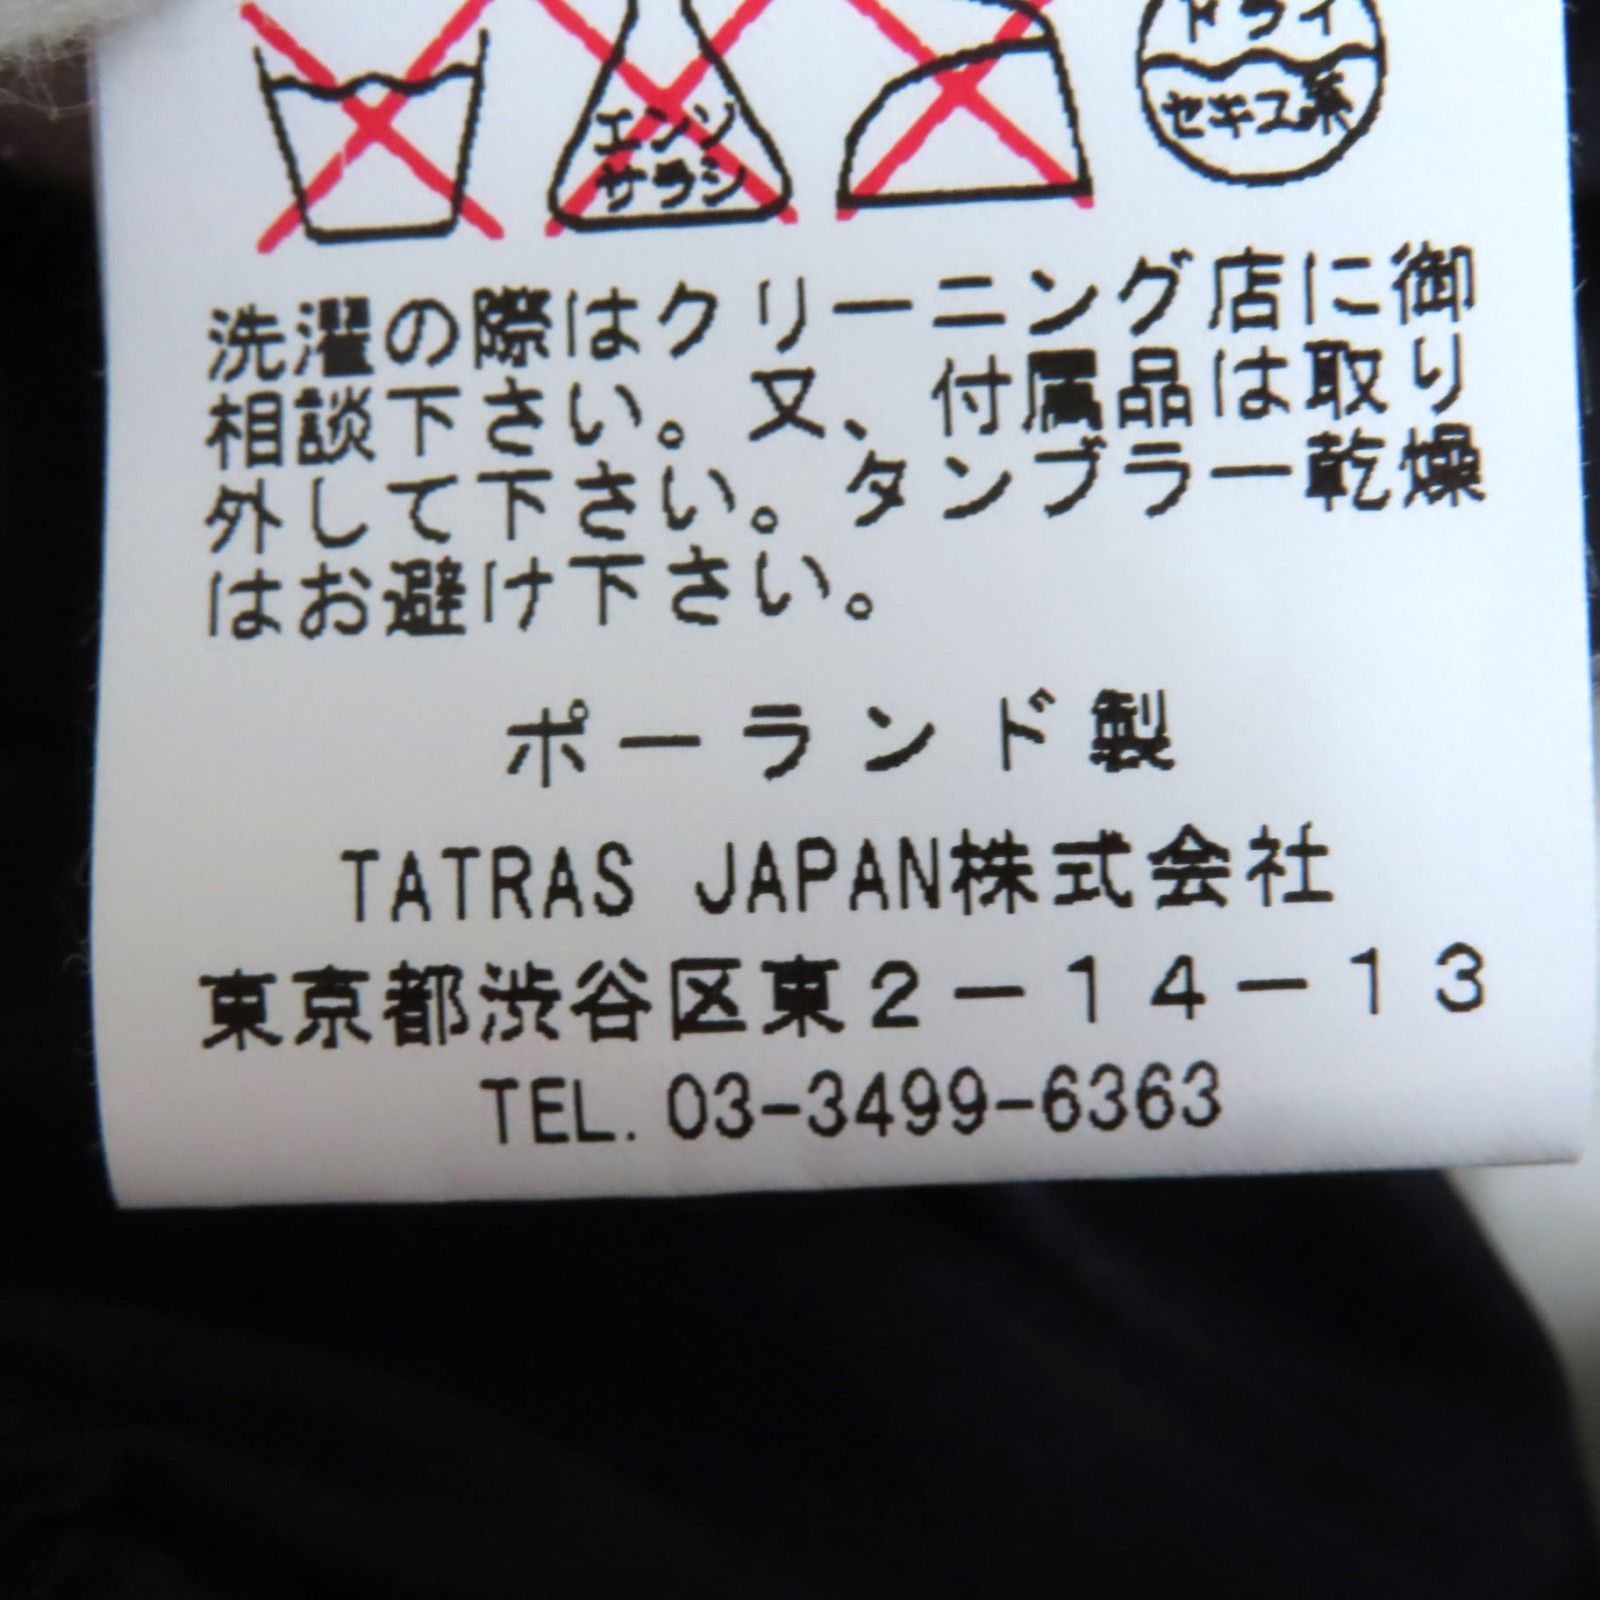 ドライ
セキユ系
エンソ
サラシ
洗濯の際はクリーニング店に御
相談下さい。又、付属品は取り
外して下さい。タンブラー乾燥
はお避け下さい。
ポーランド製
TATRAS JAPAN株式会社
東京都渋谷区東2-14-13
TEL. 03-3499-6363